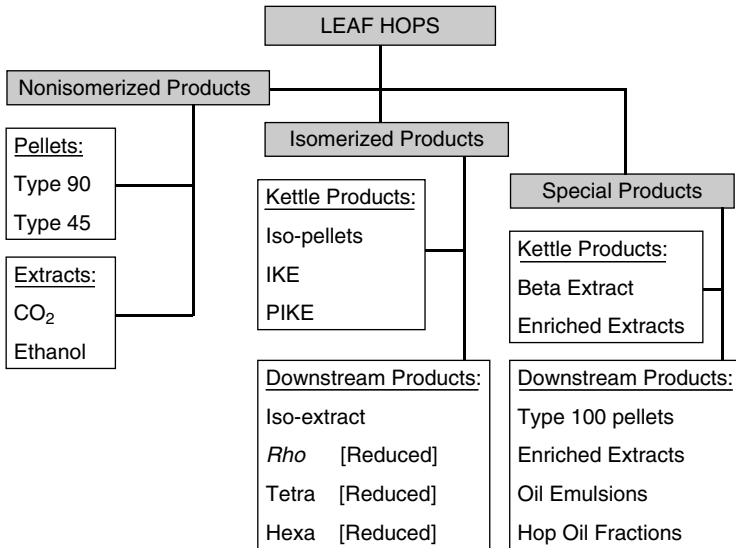 LEAF HOPS
Nonisomerized Products
Pellets:
Type 90
Type 45
Extracts:
CO₂
Ethanol
Isomerized Products
Kettle Products:
Iso-pellets
IKE
PIKE
Downstream Products:
Iso-extract
Rho [Reduced]
Tetra [Reduced]
Hexa [Reduced]
Special Products
Kettle Products:
Beta Extract
Enriched Extracts
Downstream Products:
Type 100 pellets
Enriched Extracts
Oil Emulsions
Hop Oil Fractions